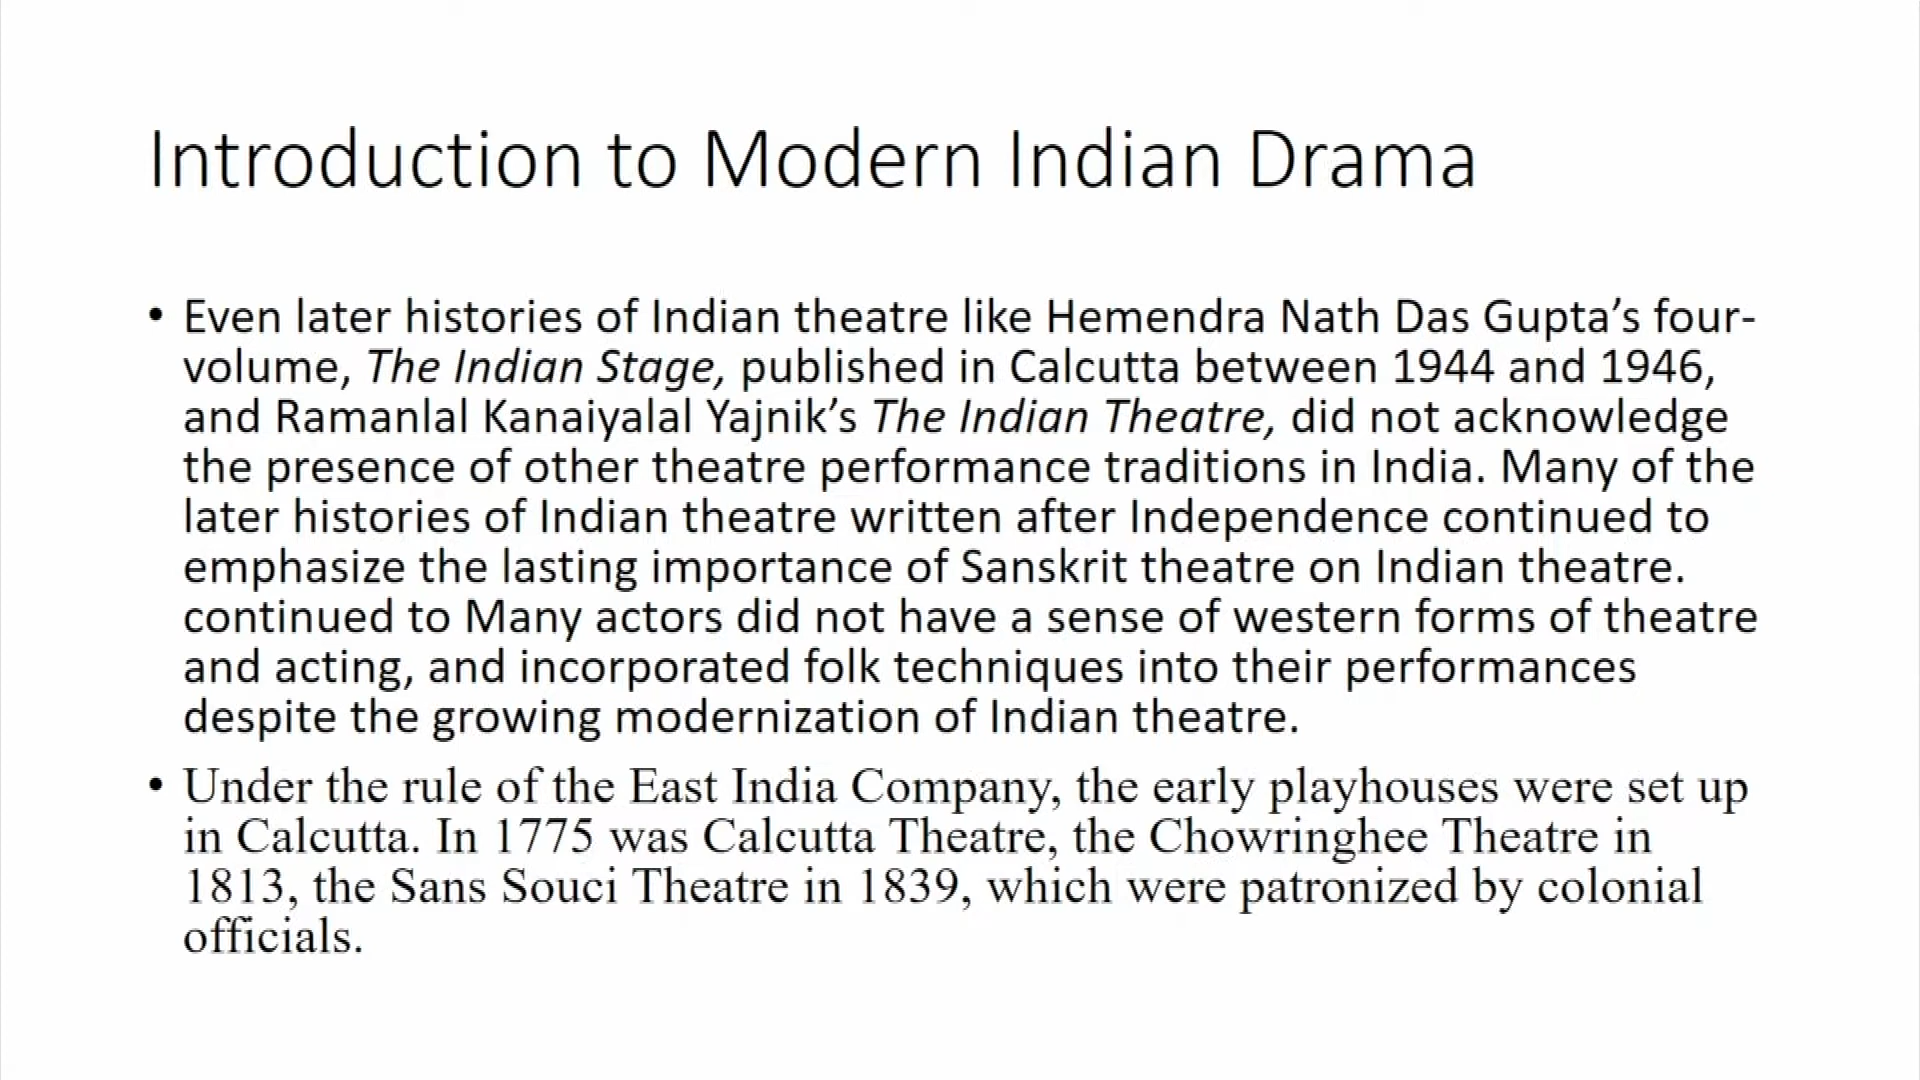 Introduction to Modern Indian Drama
• Even later histories of Indian theatre like Hemendra Nath Das Gupta’s four-
volume, The Indian Stage, published in Calcutta between 1944 and 1946,
and Ramanlal Kanaiyalal Yajnik’s The Indian Theatre, did not acknowledge
the presence of other theatre performance traditions in India. Many of the
later histories of Indian theatre written after Independence continued to
emphasize the lasting importance of Sanskrit theatre on Indian theatre.
continued to Many actors did not have a sense of western forms of theatre
and acting, and incorporated folk techniques into their performances
despite the growing modernization of Indian theatre.
• Under the rule of the East India Company, the early playhouses were set up
in Calcutta. In 1775 was Calcutta Theatre, the Chowringhee Theatre in
1813, the Sans Souci Theatre in 1839, which were patronized by colonial
officials.